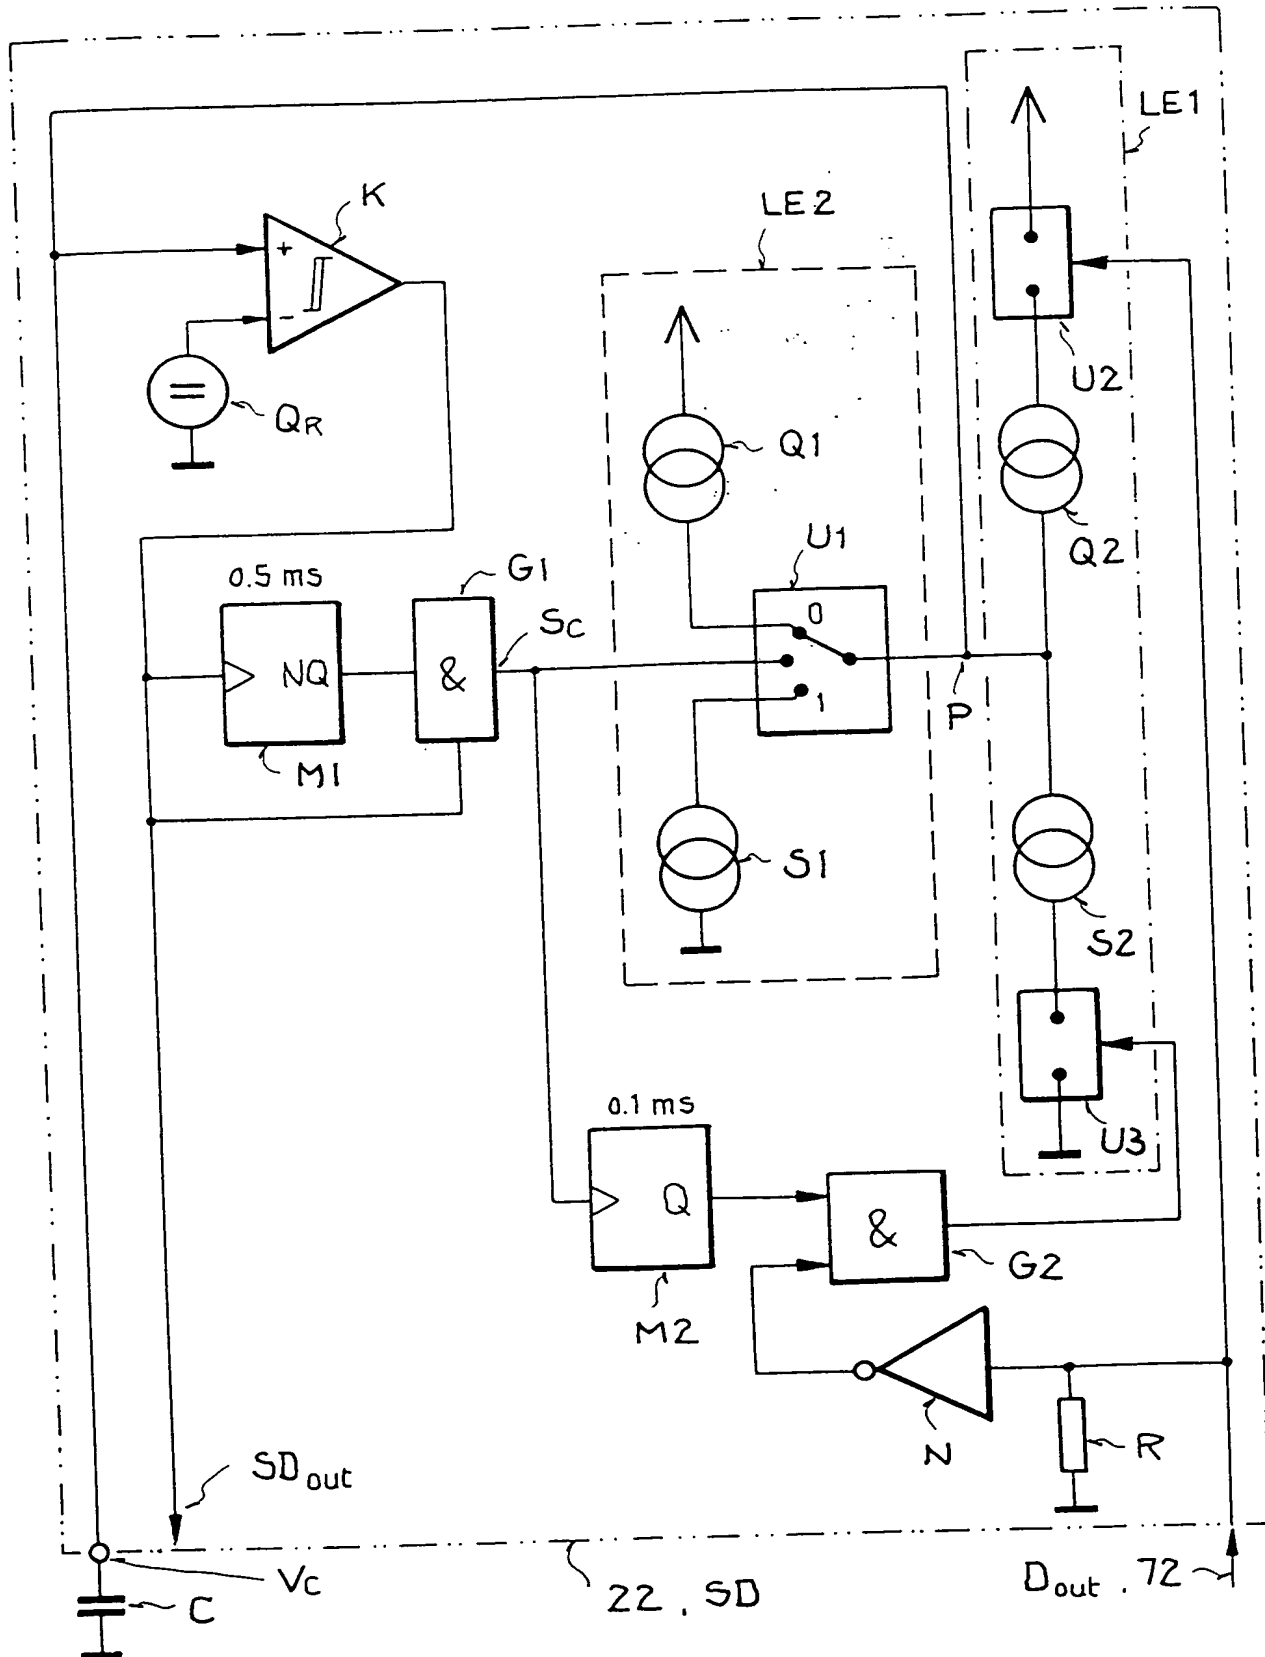 LE1
K
LE2
+
−
=
QR
U2
Q1
Q2
U1
0.5 ms
G1
0
SC
NQ
&
1
P
M1
S1
S2
0.1 ms
U3
Q
&
G2
M2
N
R
SDout
VC
C
22, SD
Dout, 72